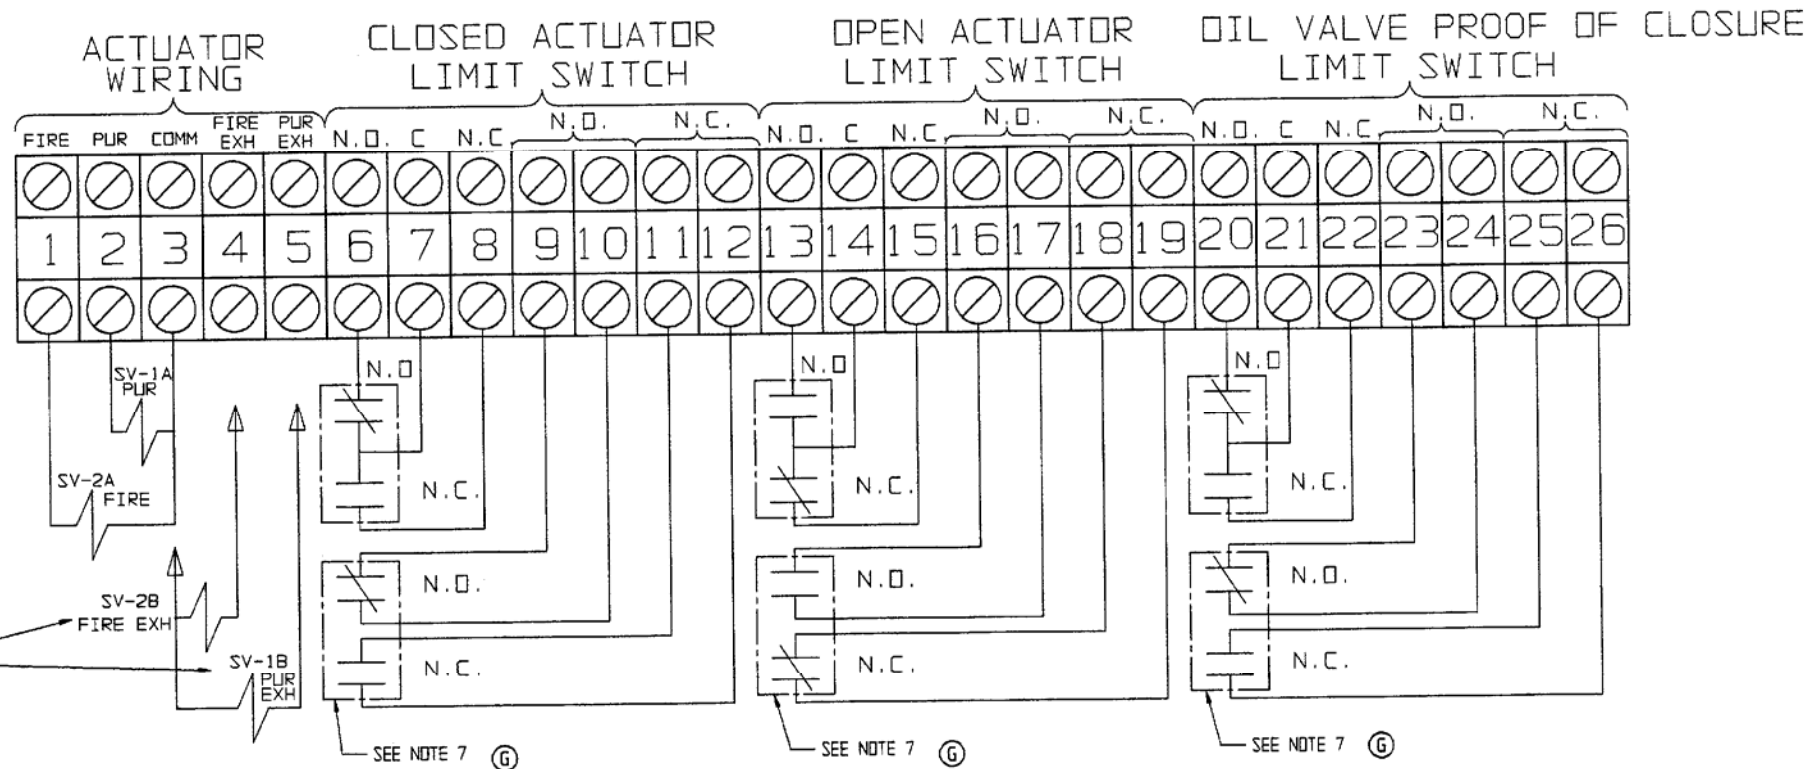 ACTUATOR
WIRING
CLOSED ACTUATOR
LIMIT SWITCH
OPEN ACTUATOR
LIMIT SWITCH
OIL VALVE PROOF OF CLOSURE
LIMIT SWITCH
FIRE PUR COMM FIRE EXH PUR EXH N.O. C N.C N.O. N.C. N.O. C N.C N.O. N.C. N.O. C N.C N.O. N.C.
1 2 3 4 5 6 7 8 9 10 11 12 13 14 15 16 17 18 19 20 21 22 23 24 25 26
N.O N.O N.O
SV-1A
PUR
SV-2A
FIRE
N.C. N.C. N.C.
SV-2B
FIRE EXH
N.O. N.O. N.O.
SV-1B
PUR
EXH
N.C. N.C. N.C.
SEE NOTE 7 G
SEE NOTE 7 G
SEE NOTE 7 G